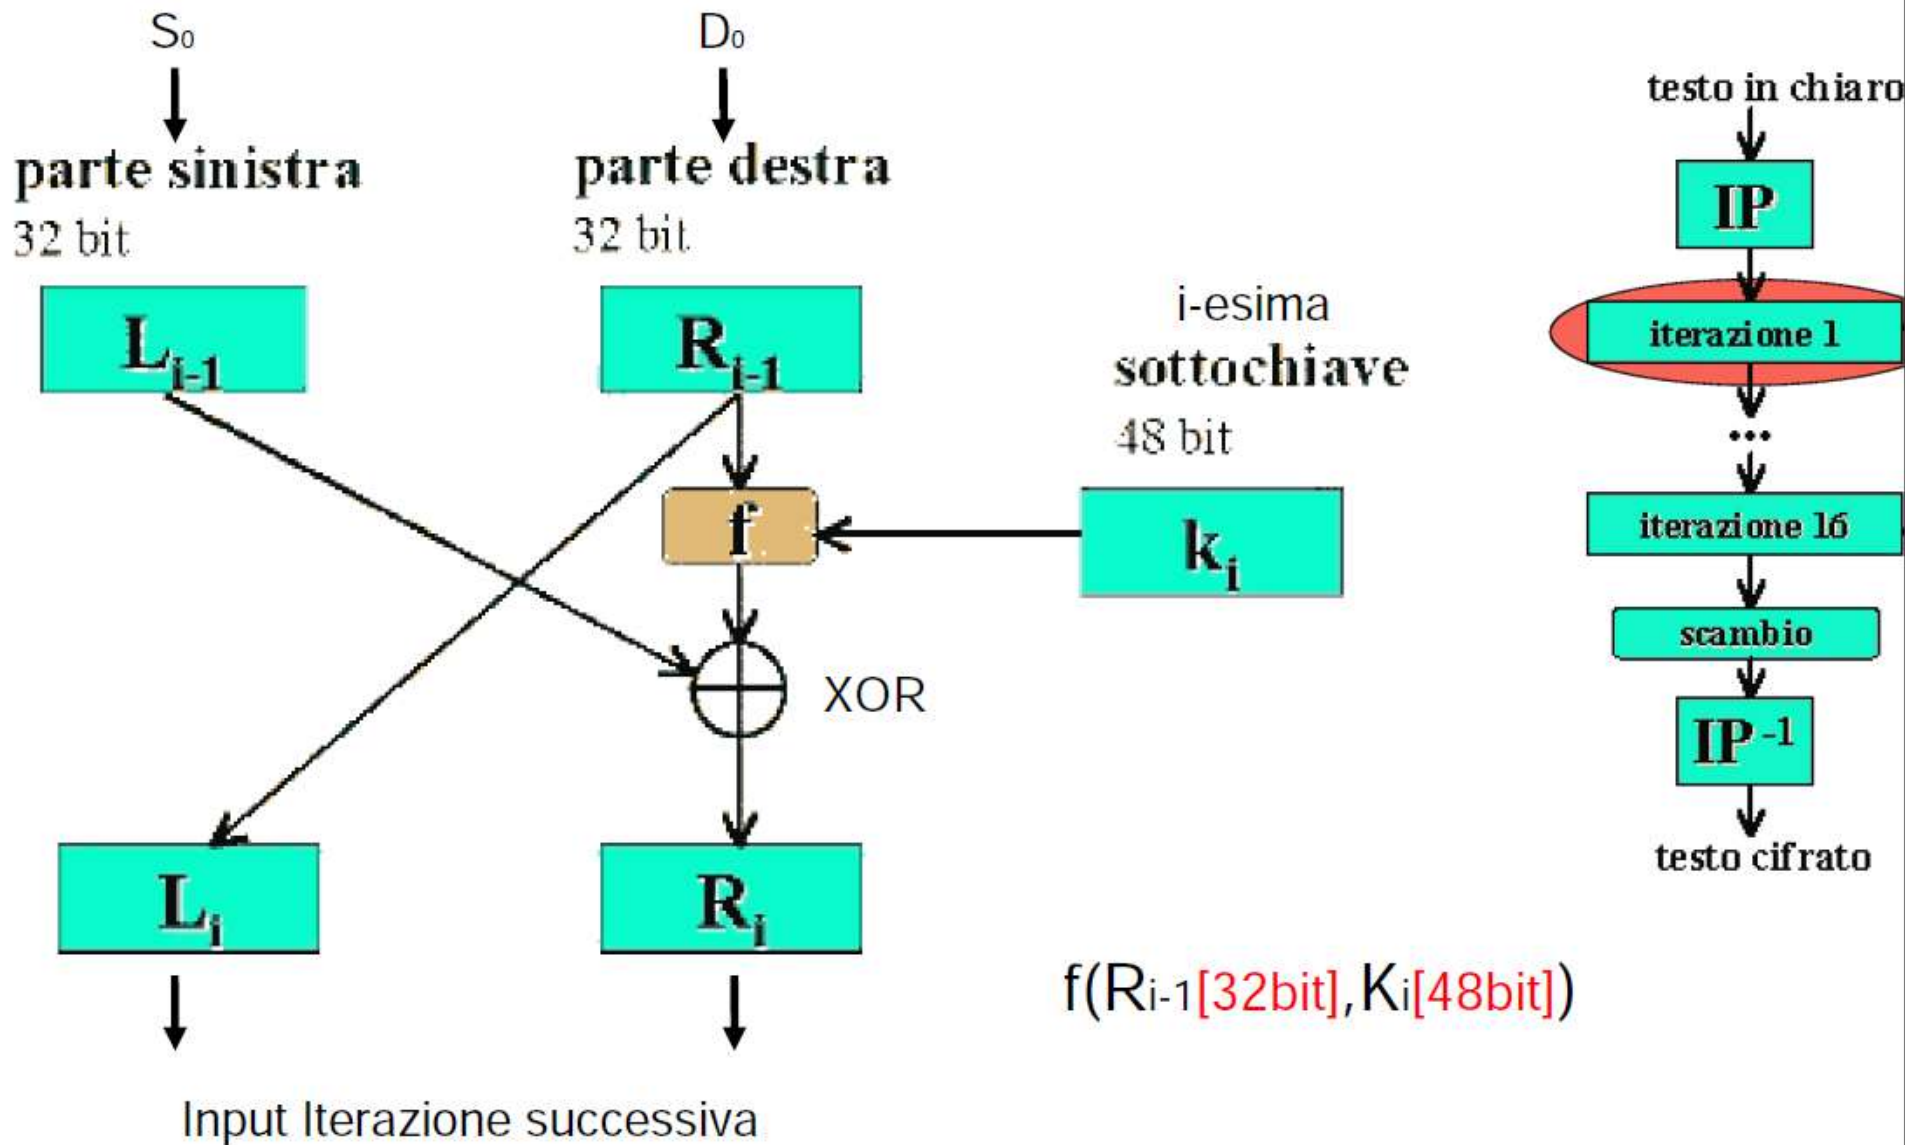 S₀
D₀
parte sinistra
32 bit
parte destra
32 bit
Lᵢ₋₁
Rᵢ₋₁
i-esima
sottochiave
48 bit
f
kᵢ
XOR
Lᵢ
Rᵢ
f(Rᵢ₋₁[32bit],Kᵢ[48bit])
Input Iterazione successiva
testo in chiaro
IP
iterazione 1
...
iterazione 16
scambio
IP⁻¹
testo cifrato